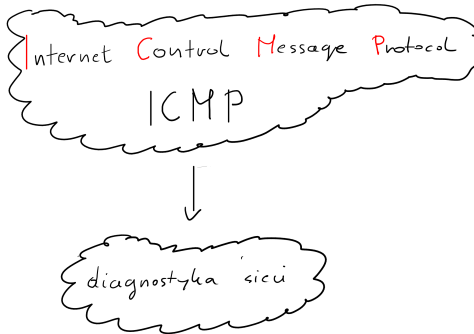 Internet Control Message Protocol
ICMP
diagnostyka sieci